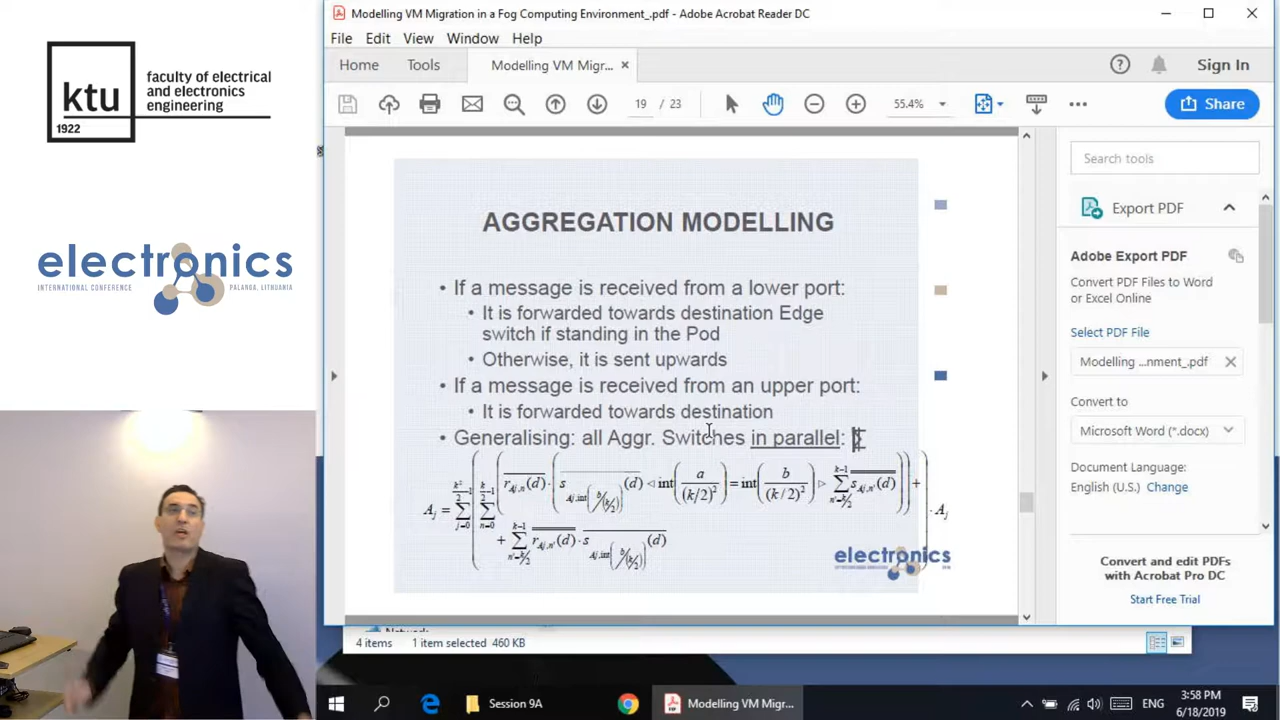 ktu
1922
faculty of electrical
and electronics
engineering
electronics
INTERNATIONAL CONFERENCE
PALANGA, LITHUANIA
Modelling VM Migration in a Fog Computing Environment_.pdf - Adobe Acrobat Reader DC
File Edit View Window Help
Home Tools Modelling VM Migr... ×
Sign In
19 / 23
55.4%
Share
AGGREGATION MODELLING
• If a message is received from a lower port:
• It is forwarded towards destination Edge
switch if standing in the Pod
• Otherwise, it is sent upwards
• If a message is received from an upper port:
• It is forwarded towards destination
• Generalising: all Aggr. Switches in parallel:
electronics
Search tools
Export PDF
Adobe Export PDF
Convert PDF Files to Word
or Excel Online
Select PDF File
Modelling ...nment_.pdf
Convert to
Microsoft Word (*.docx)
Document Language:
English (U.S.) Change
Convert and edit PDFs
with Acrobat Pro DC
Start Free Trial
4 items 1 item selected 460 KB
Session 9A
Modelling VM Migr...
ENG
3:58 PM
6/18/2019